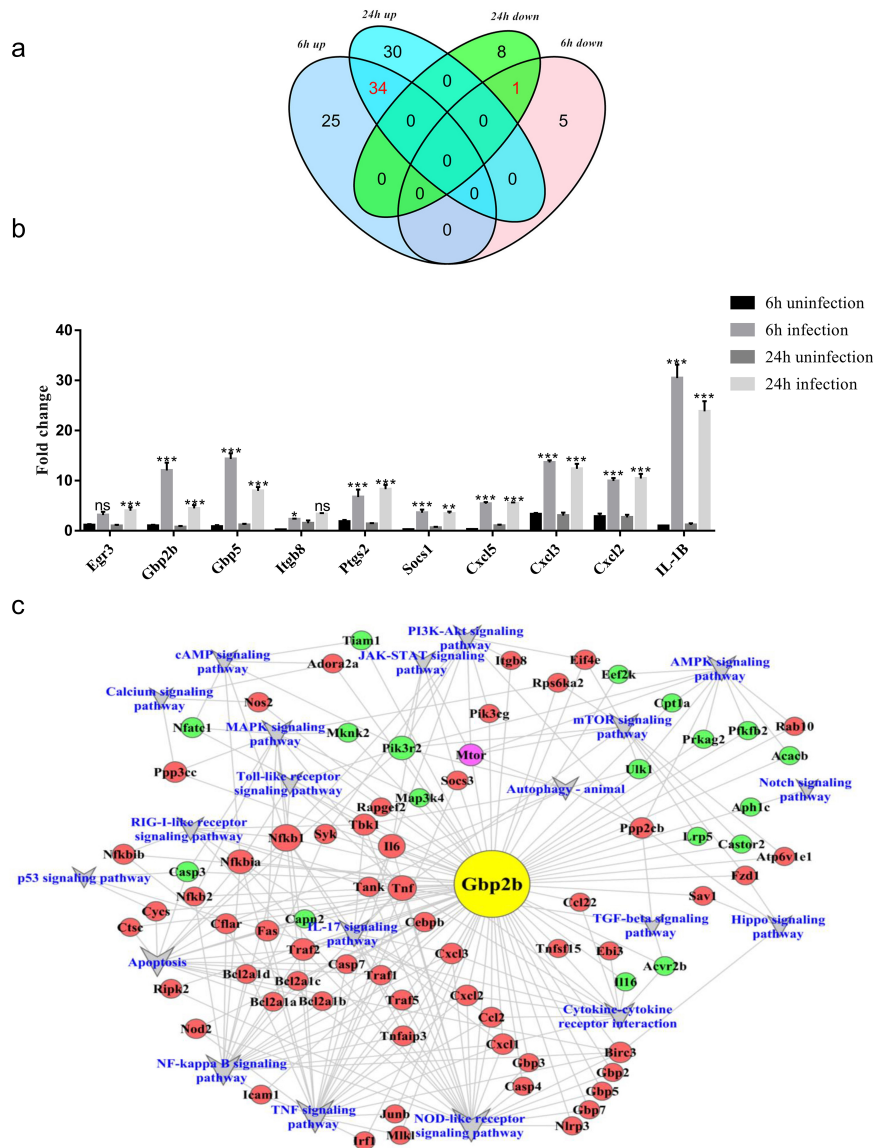 a
6h up
24h up
24h down
6h down
30
8
0
34
1
25
0
0
5
0
0
0
0
0
0
b
6h uninfection
6h infection
24h uninfection
24h infection
Fold change
40
30
20
10
0
ns
***
***
***
***
***
*
ns
***
***
***
**
***
***
***
***
***
***
***
***
Egr3
Gbp2b
Gbp5
Itgb8
Ptgs2
Socs1
Cxcl5
Cxcl3
Cxcl2
IL-1B
c
Tiam1
PI3K-Akt signaling
pathway
cAMP signaling
pathway
Adora2a
JAK-STAT signaling
pathway
Itgb8
Eif4e
Eef2k
AMPK signaling
pathway
Rps6ka2
Calcium signaling
pathway
Nos2
Cpt1a
Pik3cg
mTOR signaling
pathway
Nfatc1
MAPK signaling
pathway
Mknk2
Pik3r2
Prkag2
Pfkfb2
Rab10
Mtor
Acacb
Ppp3cc
Toll-like receptor
signaling pathway
Socs3
Ulk1
Autophagy - animal
Notch signaling
pathway
Map3k4
Rapgef2
Aph1c
RIG-I-like receptor
signaling pathway
Nfkb1
Syk
Tbk1
Il6
Ppp2cb
Lrp5
Castor2
Nfkbib
Nfkbia
Atp6v1e1
Casp3
p53 signaling pathway
Fzd1
Nfkb2
Tank
Tnf
Gbp2b
Sav1
Cycs
Ccl22
Ctsc
Cflar
Fas
Capn2
IL-17 signaling
pathway
Cebpb
TGF-beta signaling
pathway
Hippo signaling
pathway
Traf2
Cxcl3
Tnfsf15
Ebi3
Apoptosis
Bcl2a1d
Casp7
Acvr2b
Bcl2a1c
Traf1
Il16
Ripk2
Bcl2a1a
Bcl2a1b
Traf5
Cxcl2
Cytokine-cytokine
receptor interaction
Ccl2
Nod2
Tnfaip3
Cxcl1
Birc3
NF-kappa B signaling
pathway
Gbp3
Gbp2
Icam1
Casp4
Gbp5
TNF signaling
pathway
Junb
NOD-like receptor
signaling pathway
Gbp7
Nlrp3
Irf1
Mlkl